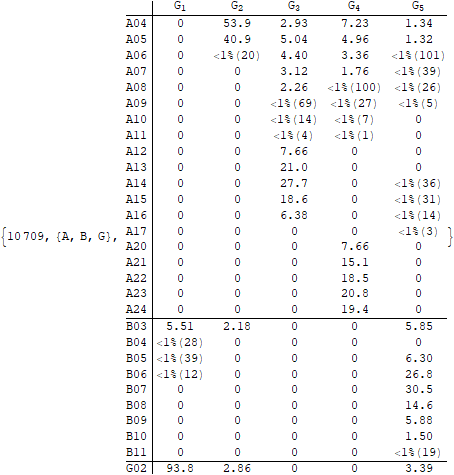 G1 G2 G3 G4 G5
A04 0 53.9 2.93 7.23 1.34
A05 0 40.9 5.04 4.96 1.32
A06 0 <1%(20) 4.40 3.36 <1%(101)
A07 0 0 3.12 1.76 <1%(39)
A08 0 0 2.26 <1%(100) <1%(26)
A09 0 0 <1%(69) <1%(27) <1%(5)
A10 0 0 <1%(14) <1%(7) 0
A11 0 0 <1%(4) <1%(1) 0
A12 0 0 7.66 0 0
A13 0 0 21.0 0 0
A14 0 0 27.7 0 <1%(36)
A15 0 0 18.6 0 <1%(31)
A16 0 0 6.38 0 <1%(14)
A17 0 0 0 0 <1%(3)
{10709, {A, B, G}, }
A20 0 0 0 7.66 0
A21 0 0 0 15.1 0
A22 0 0 0 18.5 0
A23 0 0 0 20.8 0
A24 0 0 0 19.4 0
B03 5.51 2.18 0 0 5.85
B04 <1%(28) 0 0 0 0
B05 <1%(39) 0 0 0 6.30
B06 <1%(12) 0 0 0 26.8
B07 0 0 0 0 30.5
B08 0 0 0 0 14.6
B09 0 0 0 0 5.88
B10 0 0 0 0 1.50
B11 0 0 0 0 <1%(19)
G02 93.8 2.86 0 0 3.39